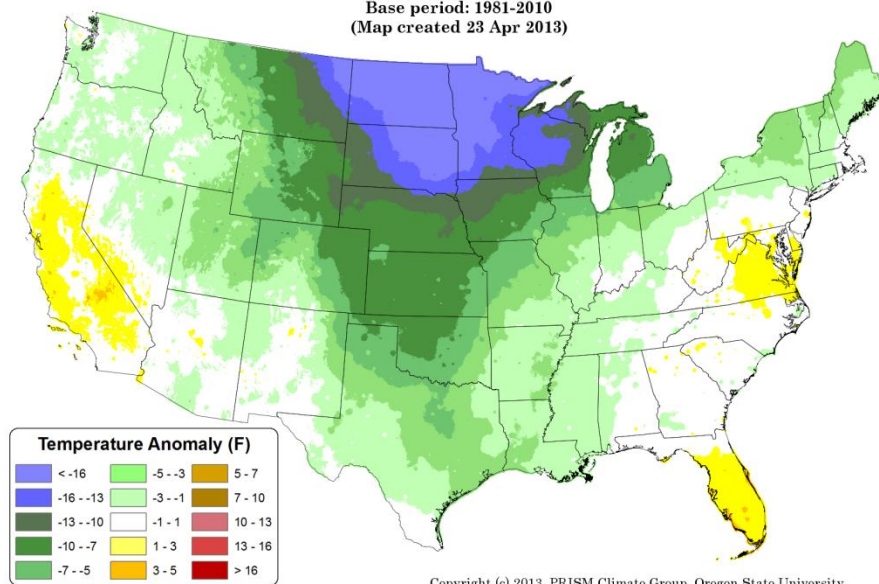 Base period: 1981-2010
(Map created 23 Apr 2013)
Temperature Anomaly (F)
< -16
-16 - -13
-13 - -10
-10 - -7
-7 - -5
-5 - -3
-3 - -1
-1 - 1
1 - 3
3 - 5
5 - 7
7 - 10
10 - 13
13 - 16
> 16
Copyright (c) 2013, PRISM Climate Group, Oregon State University